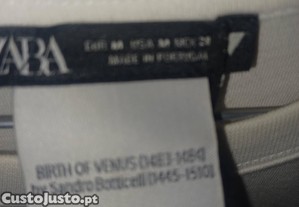 ZARA
EUR M USA M MEX 28
MADE IN PORTUGAL
BIRTH OF VENUS (1483-1484)
by Sandro Botticelli (1445-1510)
CustoJusto.pt